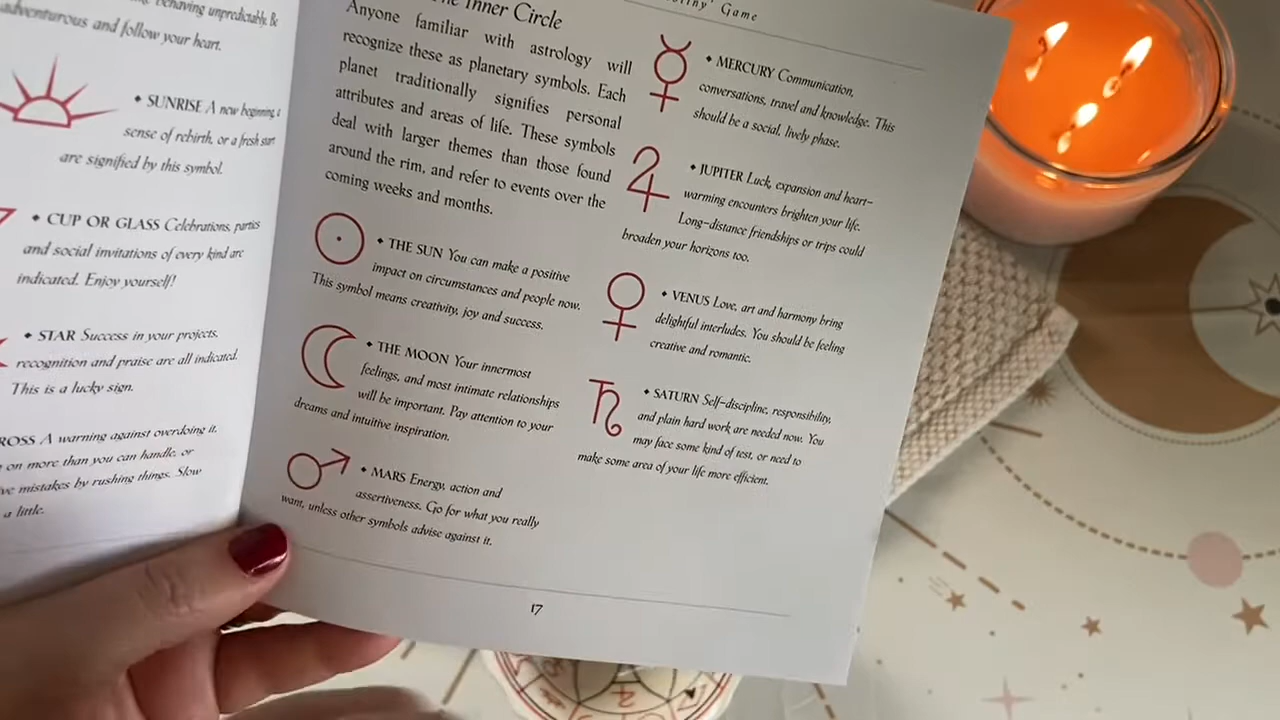 behaving unpredictably. Be
adventurous and follow your heart.
• SUNRISE A new beginning, a
sense of rebirth, or a fresh start
are signified by this symbol.
• CUP OR GLASS Celebrations, parties
and social invitations of every kind are
indicated. Enjoy yourself!
• STAR Success in your projects,
recognition and praise are all indicated.
This is a lucky sign.
A warning against overdoing it,
on more than you can handle, or
mistakes by rushing things. Slow
a little.
Game
Inner Circle
Anyone familiar with astrology will
recognize these as planetary symbols. Each
planet traditionally signifies personal
attributes and areas of life. These symbols
deal with larger themes than those found
around the rim, and refer to events over the
coming weeks and months.
• THE SUN You can make a positive
impact on circumstances and people now.
This symbol means creativity, joy and success.
• THE MOON Your innermost
feelings, and most intimate relationships
will be important. Pay attention to your
dreams and intuitive inspiration.
• MARS Energy, action and
assertiveness. Go for what you really
want, unless other symbols advise against it.
• MERCURY Communication,
conversations, travel and knowledge. This
should be a social, lively phase.
• JUPITER Luck, expansion and heart-
warming encounters brighten your life.
Long-distance friendships or trips could
broaden your horizons too.
• VENUS Love, art and harmony bring
delightful interludes. You should be feeling
creative and romantic.
• SATURN Self-discipline, responsibility,
and plain hard work are needed now. You
may face some kind of test, or need to
make some area of your life more efficient.
17